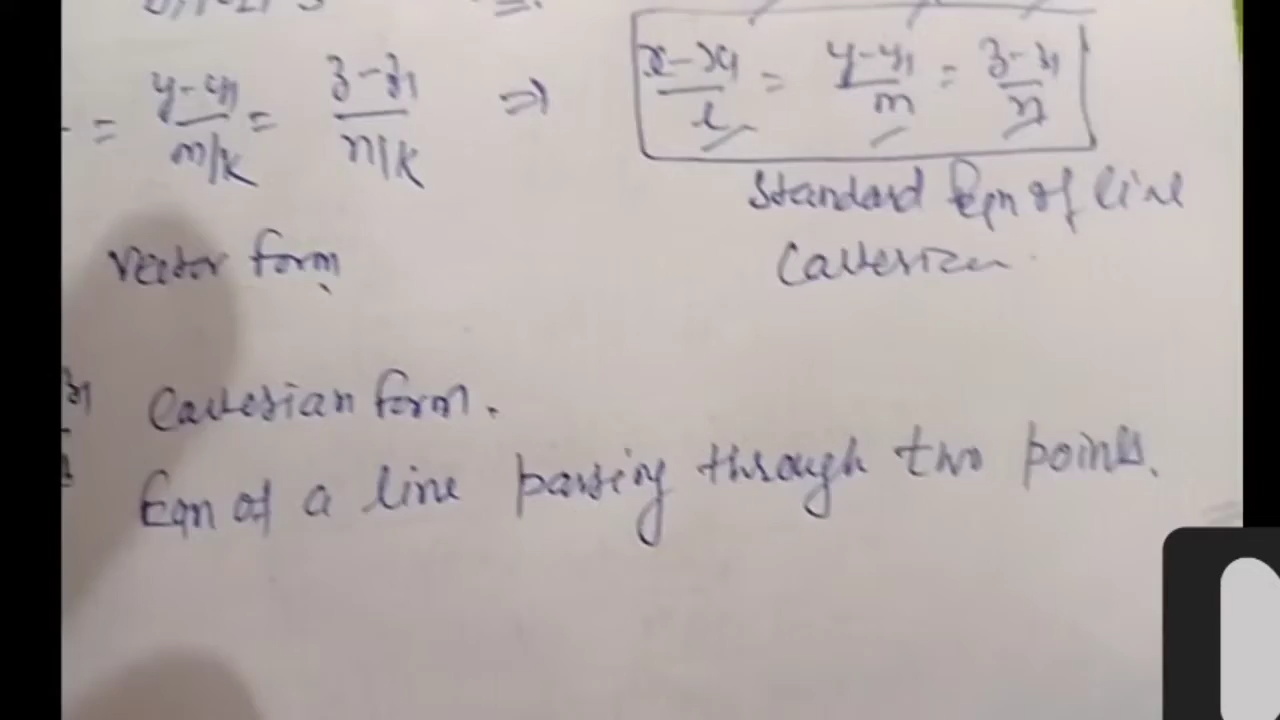 = y-y1/m/k = z-z1/n/k ⇒ x-x1/l = y-y1/m = z-z1/n
Standard Eqn of line
Cartesian
Vector form
z1 Cartesian form.
Eqn of a line passing through two points.